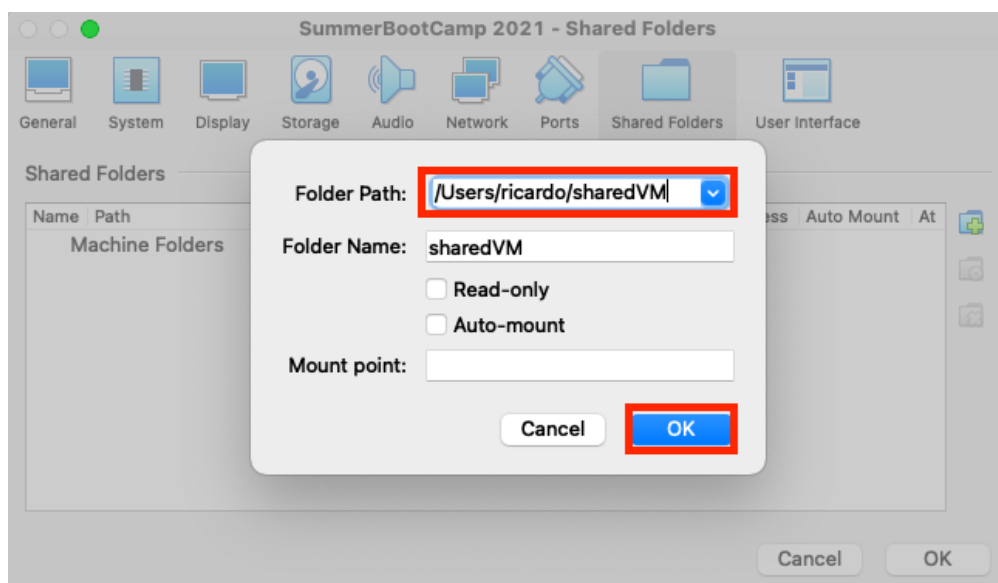 SummerBootCamp 2021 - Shared Folders
General System Display Storage Audio Network Ports Shared Folders User Interface
Shared Folders
Name Path ess Auto Mount At
Machine Folders
Folder Path: /Users/ricardo/sharedVM
Folder Name: sharedVM
Read-only
Auto-mount
Mount point:
Cancel OK
Cancel OK